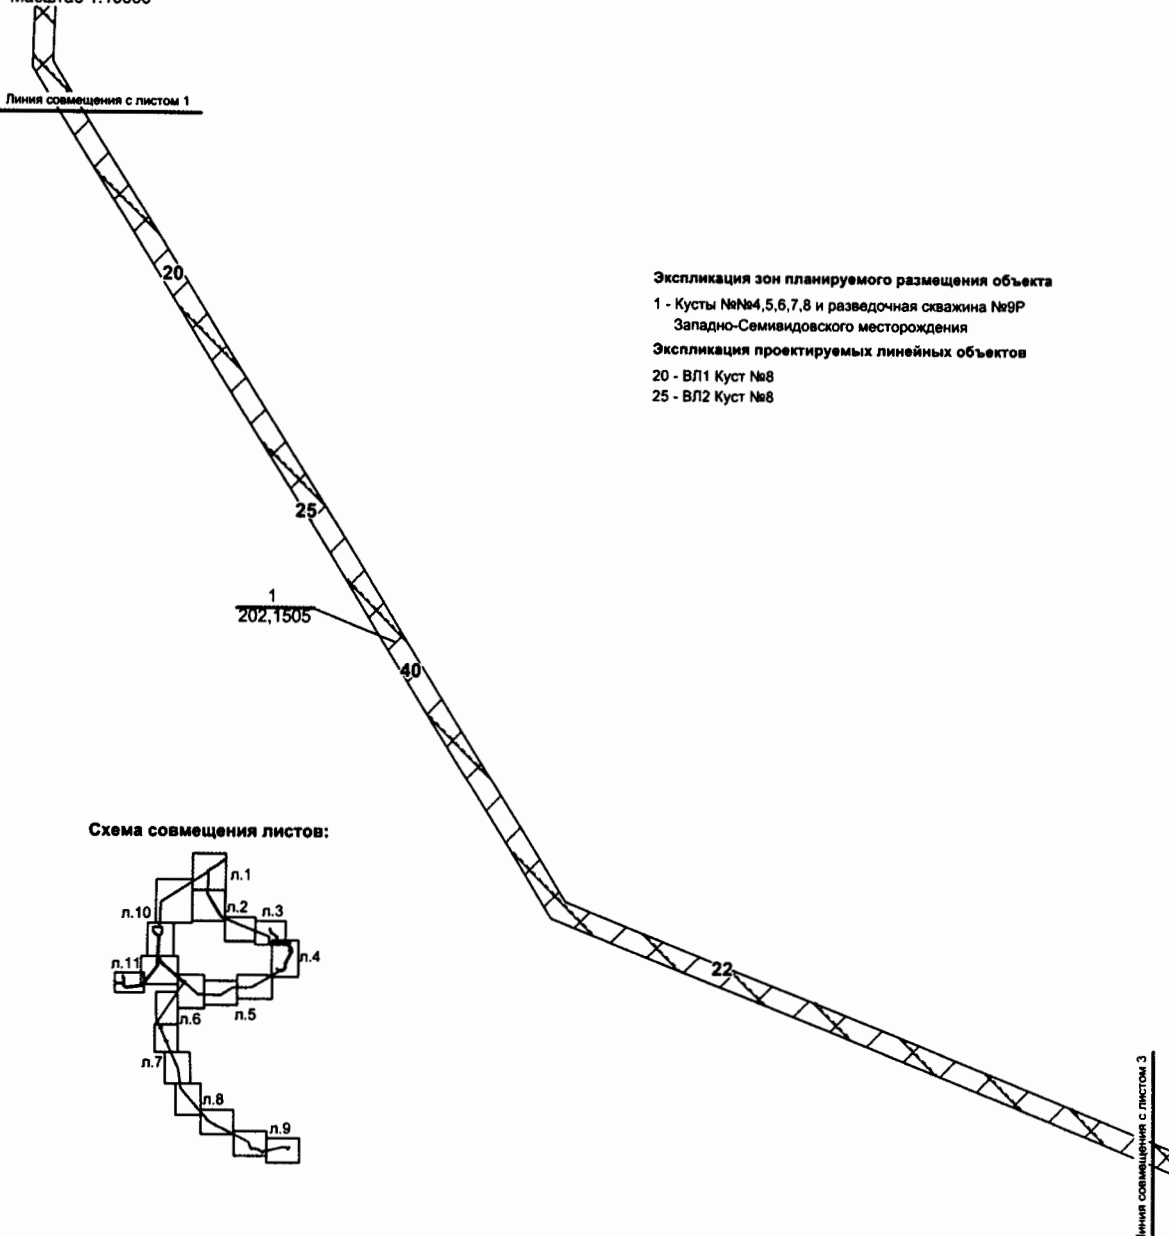 Масштаб 1:10000
Линия совмещения с листом 1
20
Экспликация зон планируемого размещения объекта
1 - Кусты №№4,5,6,7,8 и разведочная скважина №9Р
Западно-Семивидовского месторождения
Экспликация проектируемых линейных объектов
20 - ВЛ1 Куст №8
25 - ВЛ2 Куст №8
25
1
202,1505
40
Схема совмещения листов:
л.1
л.2
л.3
л.10
л.4
л.11
л.5
л.6
л.7
л.8
л.9
22
Линия совмещения с листом 3